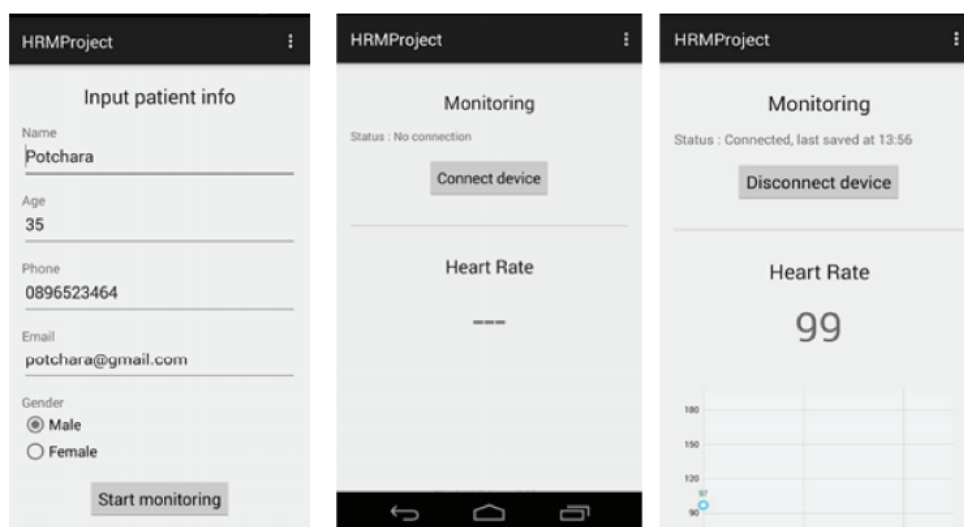 HRMProject
Input patient info
Name
Potchara
Age
35
Phone
0896523464
Email
potchara@gmail.com
Gender
Male
Female
Start monitoring
HRMProject
Monitoring
Status : No connection
Connect device
Heart Rate
---
HRMProject
Monitoring
Status : Connected, last saved at 13:56
Disconnect device
Heart Rate
99
180
150
120
97
90